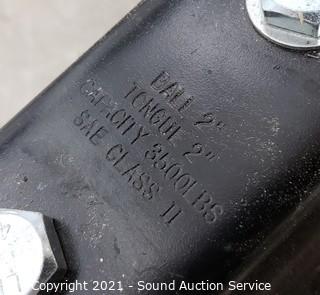 BALL 2"
TONGUE 2"
CAPACITY 3500LBS
SAE CLASS II
Copyright 2021 - Sound Auction Service